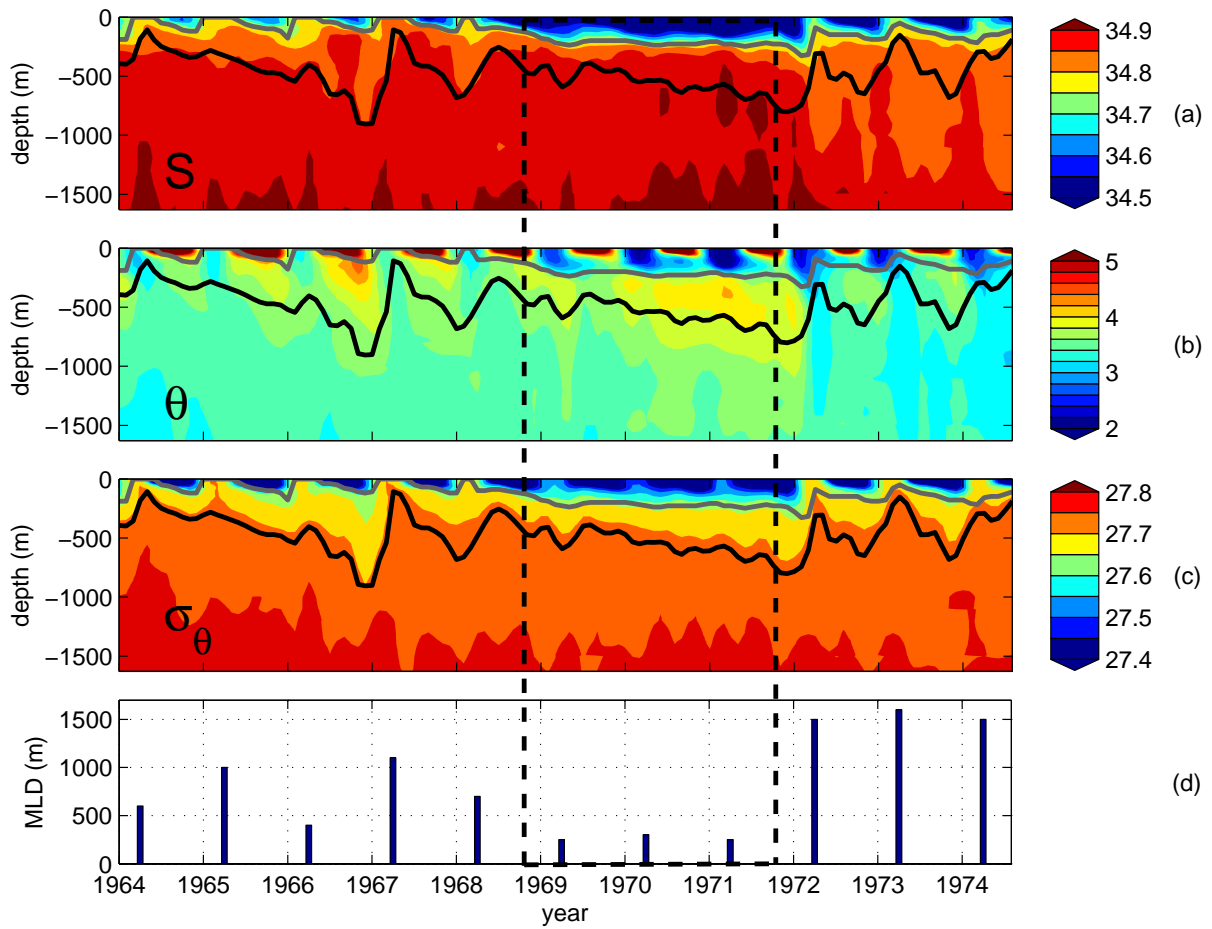 0
−500
−1000
−1500
depth (m)
S
34.9
34.8
34.7
34.6
34.5
(a)
0
−500
−1000
−1500
depth (m)
θ
5
4
3
2
(b)
0
−500
−1000
−1500
depth (m)
σθ
27.8
27.7
27.6
27.5
27.4
(c)
1500
1000
500
0
MLD (m)
(d)
1964 1965 1966 1967 1968 1969 1970 1971 1972 1973 1974
year